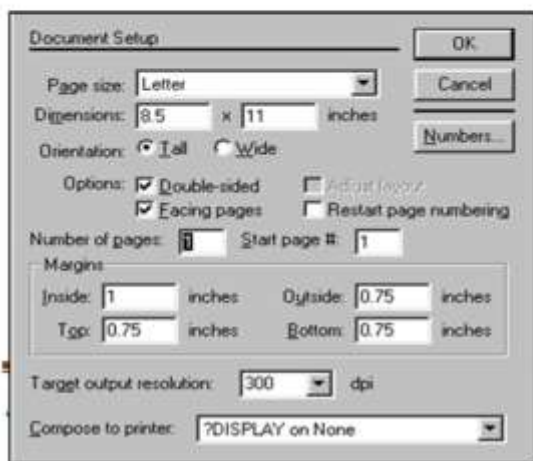 Document Setup
OK
Page size: Letter
Cancel
Dimensions: 8.5 x 11 inches
Numbers...
Orientation: Tall Wide
Options: Double-sided Adjust layout
Facing pages Restart page numbering
Number of pages: 1 Start page #: 1
Margins
Inside: 1 inches Outside: 0.75 inches
Top: 0.75 inches Bottom: 0.75 inches
Target output resolution: 300 dpi
Compose to printer: ?DISPLAY on None